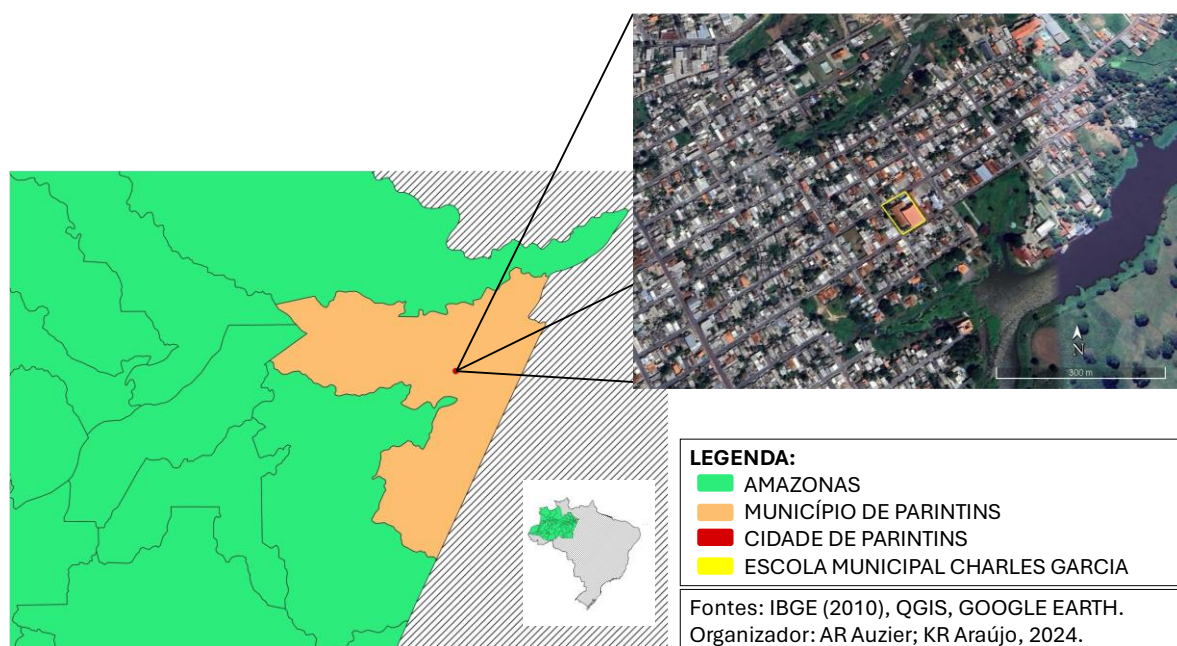 N
300 m
LEGENDA:
AMAZONAS
MUNICÍPIO DE PARINTINS
CIDADE DE PARINTINS
ESCOLA MUNICIPAL CHARLES GARCIA
Fontes: IBGE (2010), QGIS, GOOGLE EARTH.
Organizador: AR Auzier; KR Araújo, 2024.